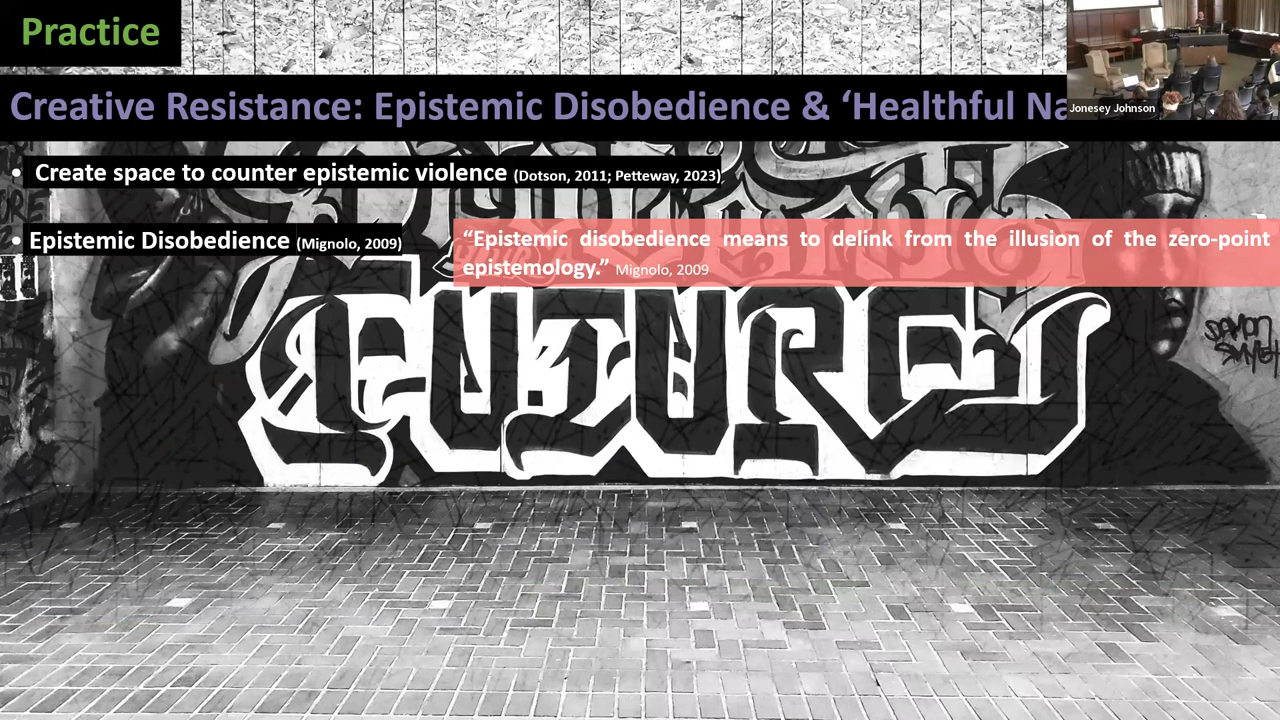 Practice
Creative Resistance: Epistemic Disobedience & ‘Healthful Na
Jonesey Johnson
• Create space to counter epistemic violence (Dotson, 2011; Petteway, 2023)
• Epistemic Disobedience (Mignolo, 2009)
“Epistemic disobedience means to delink from the illusion of the zero-point
epistemology.” Mignolo, 2009
FUTURES